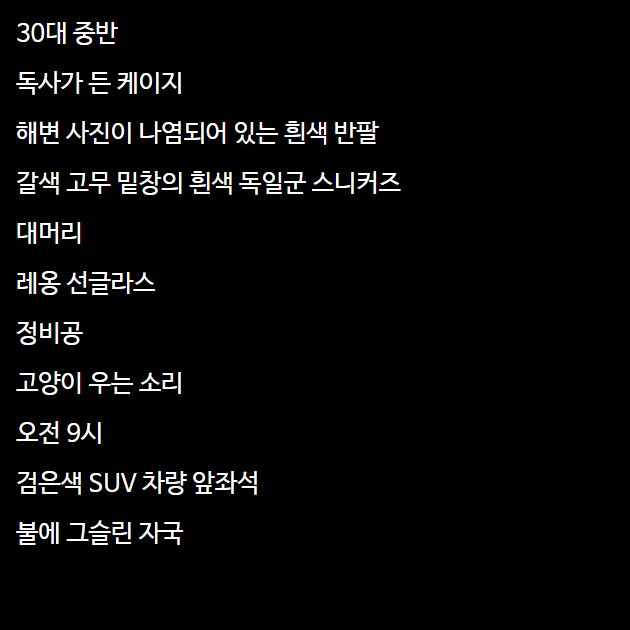 30대 중반
독사가 든 케이지
해변 사진이 나염되어 있는 흰색 반팔
갈색 고무 밑창의 흰색 독일군 스니커즈
대머리
레옹 선글라스
정비공
고양이 우는 소리
오전 9시
검은색 SUV 차량 앞좌석
불에 그슬린 자국